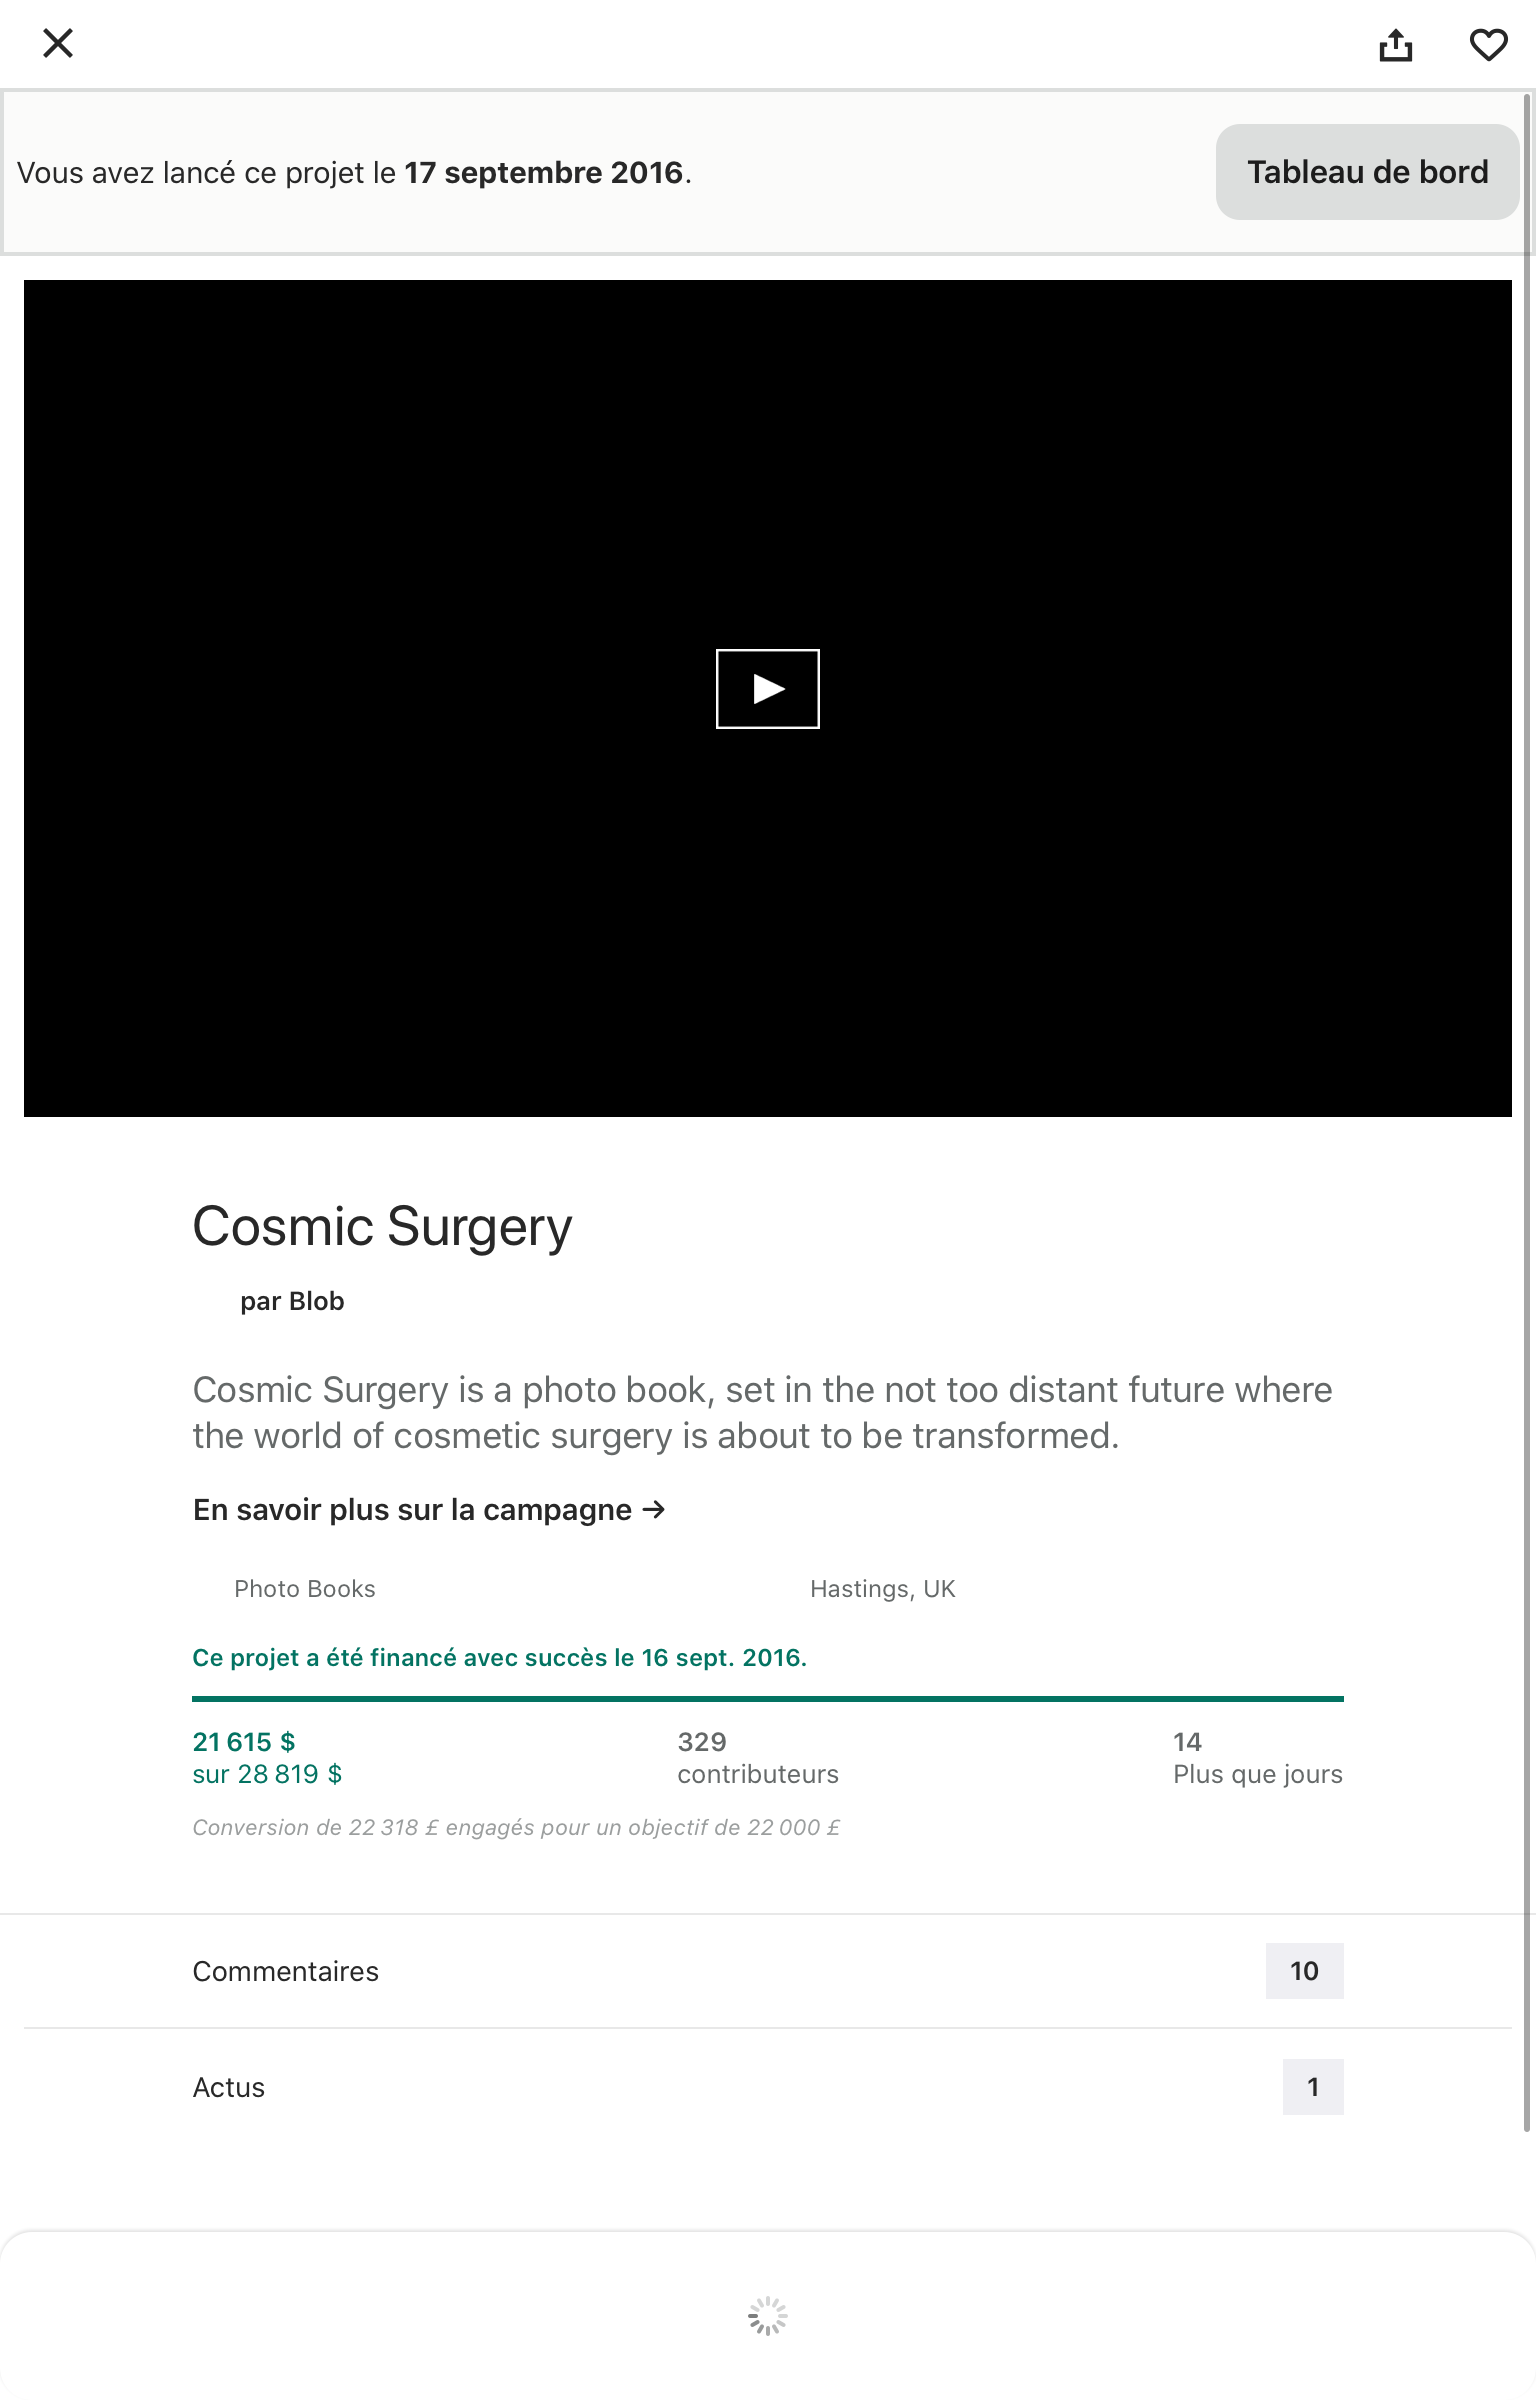 Vous avez lancé ce projet le 17 septembre 2016.
Tableau de bord
Cosmic Surgery
par Blob
Cosmic Surgery is a photo book, set in the not too distant future where
the world of cosmetic surgery is about to be transformed.
En savoir plus sur la campagne →
Photo Books
Hastings, UK
Ce projet a été financé avec succès le 16 sept. 2016.
21 615 $
sur 28 819 $
329
contributeurs
14
Plus que jours
Conversion de 22 318 £ engagés pour un objectif de 22 000 £
Commentaires
10
Actus
1